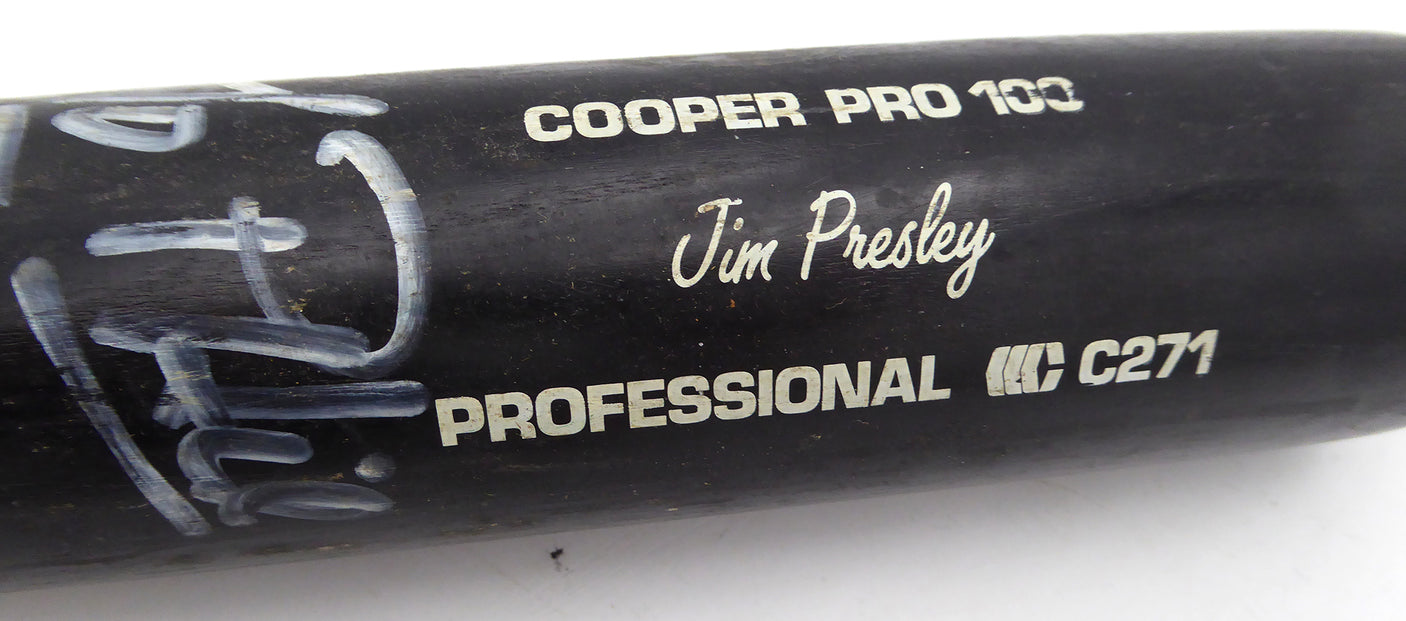 COOPER PRO 100
Jim Presley
PROFESSIONAL C271